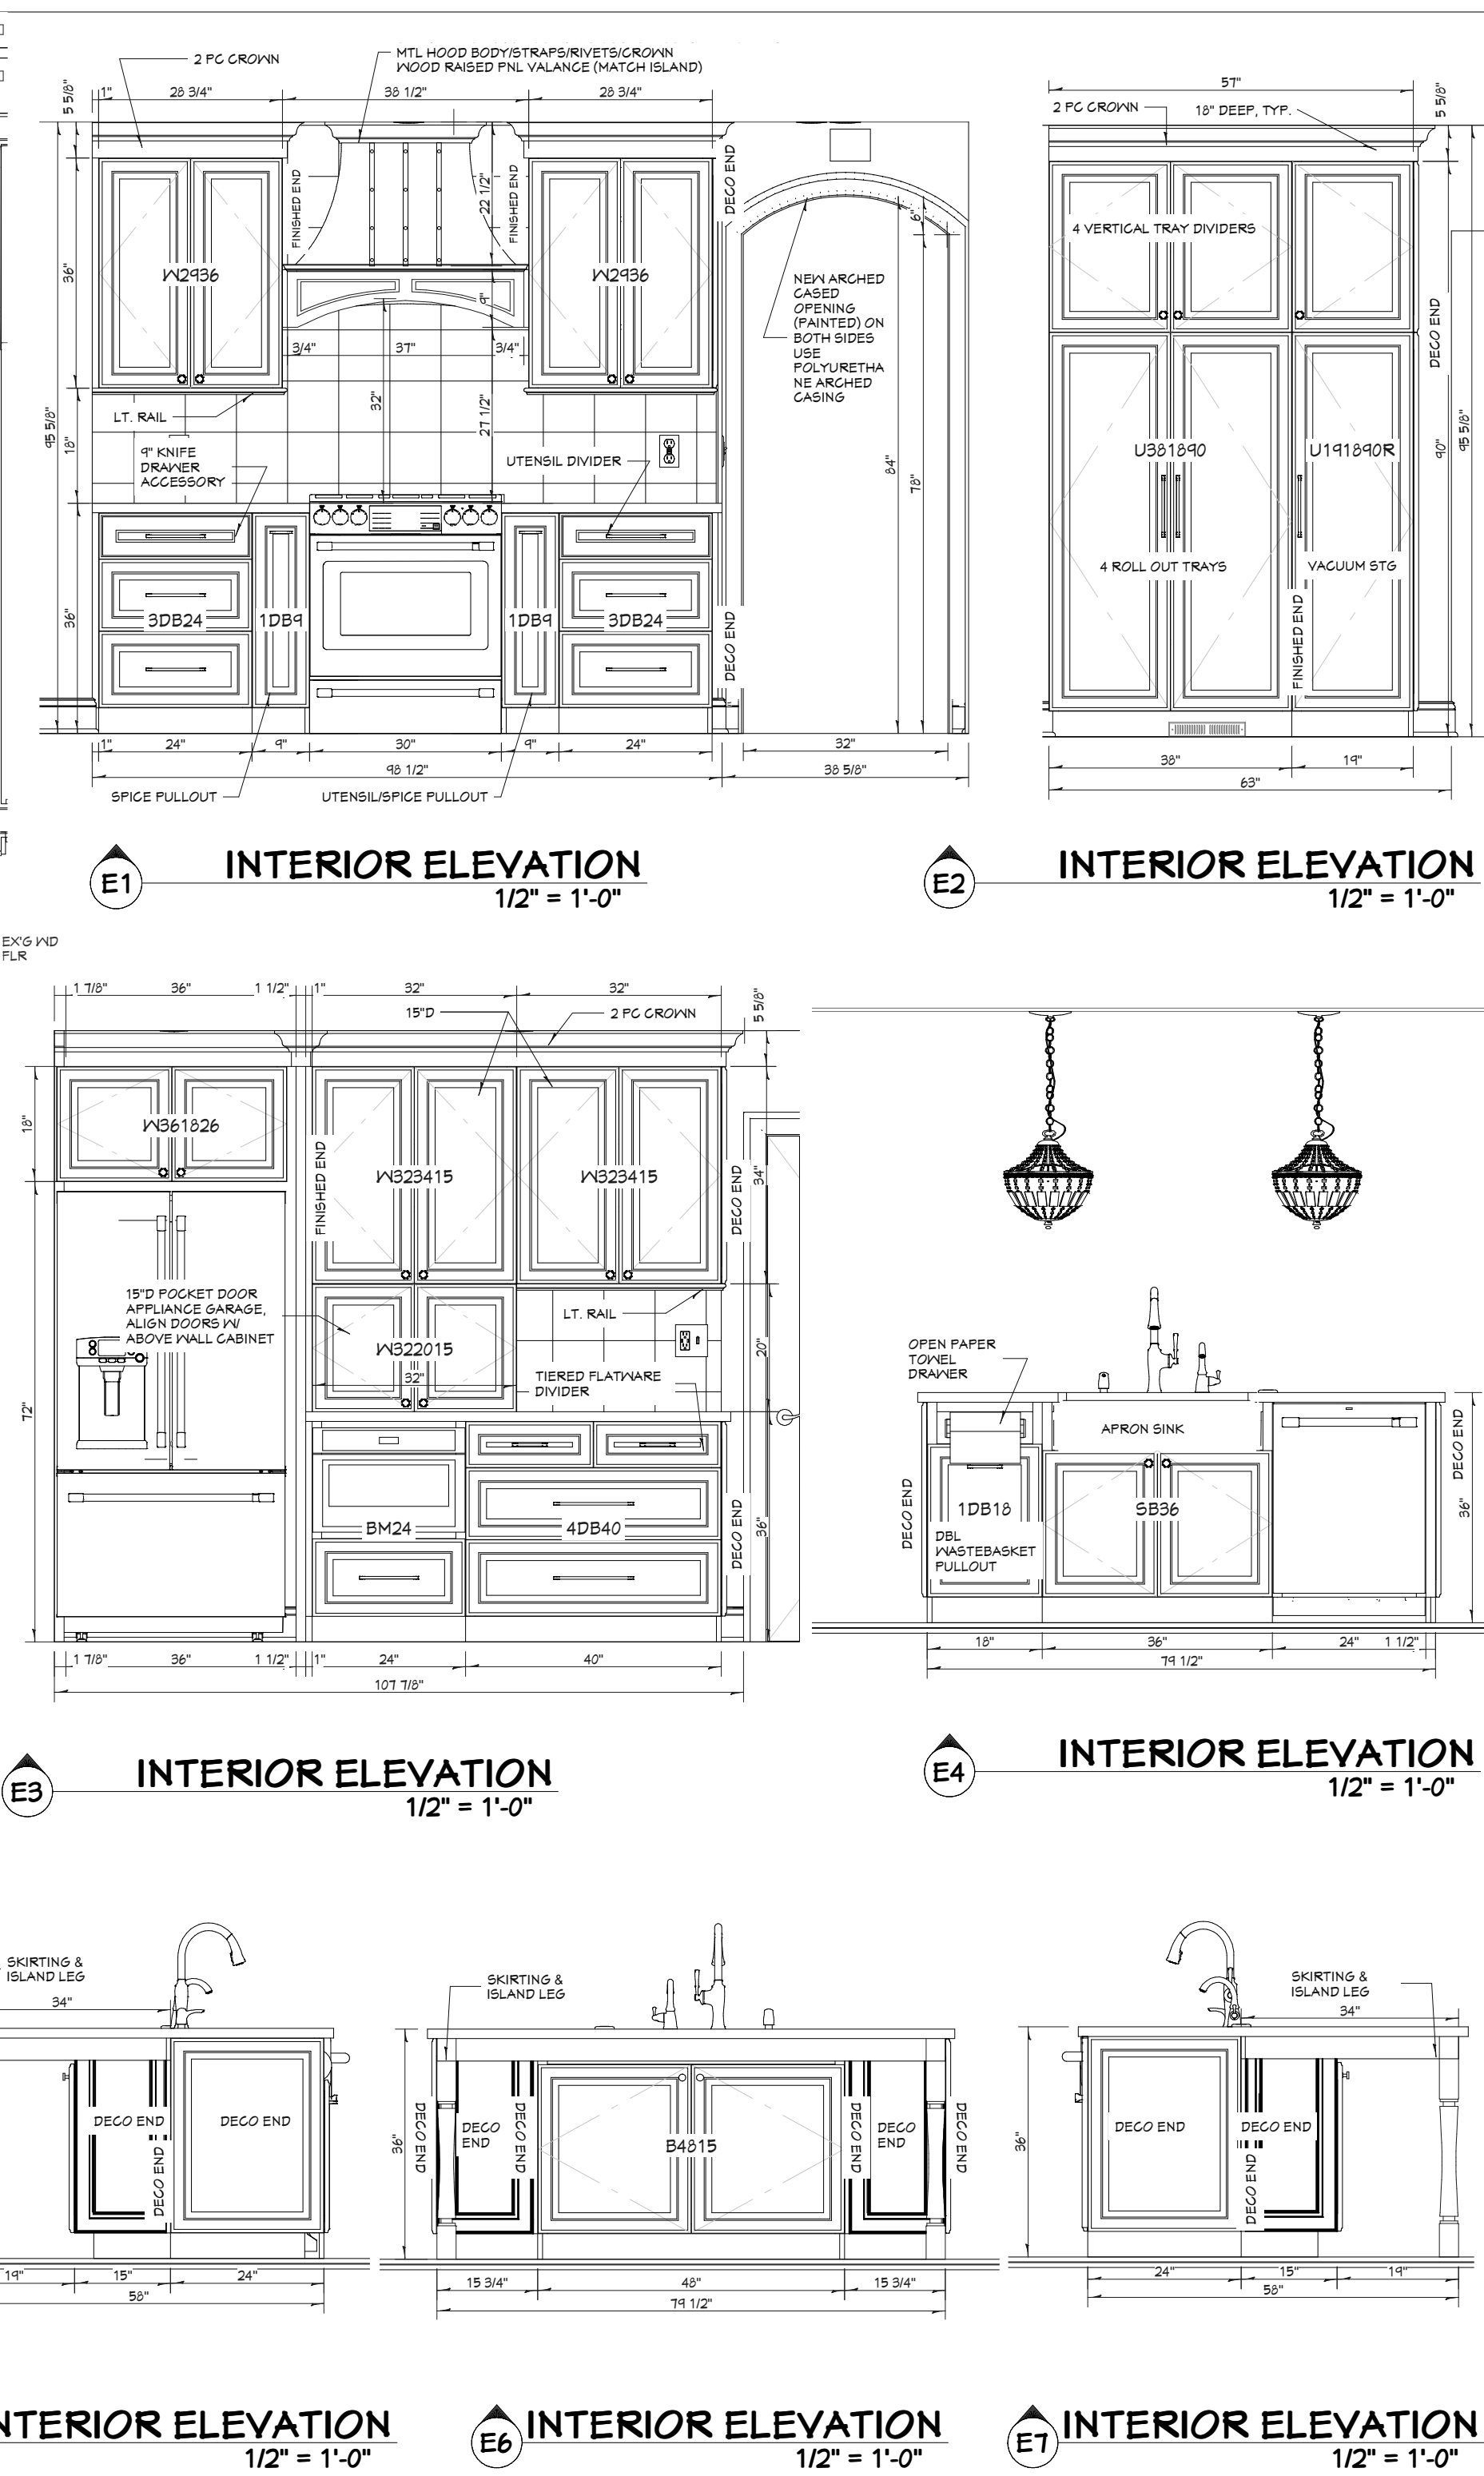 2 PC CROWN
MTL HOOD BODY/STRAPS/RIVETS/CROWN
WOOD RAISED PNL VALANCE (MATCH ISLAND)
5 5/8"
1"
28 3/4"
38 1/2"
28 3/4"
FINISHED END
22 1/2"
FINISHED END
DECO END
36"
W2936
W2936
9"
6"
NEW ARCHED
CASED
OPENING
(PAINTED) ON
BOTH SIDES
USE
POLYURETHA
NE ARCHED
CASING
3/4"
37"
3/4"
LT. RAIL
32"
27 1/2"
95 5/8"
18"
9" KNIFE
DRAWER
ACCESSORY
UTENSIL DIVIDER
84"
78"
36"
3DB24
1DB9
1DB9
3DB24
DECO END
1"
24"
9"
30"
9"
24"
32"
98 1/2"
38 5/8"
SPICE PULLOUT
UTENSIL/SPICE PULLOUT
E1
INTERIOR ELEVATION
1/2" = 1'-0"
57"
2 PC CROWN
18" DEEP, TYP.
5 5/8"
4 VERTICAL TRAY DIVIDERS
DECO END
U381890
U191890R
90"
95 5/8"
4 ROLL OUT TRAYS
VACUUM STG
FINISHED END
38"
19"
63"
E2
INTERIOR ELEVATION
1/2" = 1'-0"
EX'G WD
FLR
1 7/8"
36"
1 1/2"
1"
32"
32"
5 5/8"
15"D
2 PC CROWN
18"
W361826
FINISHED END
W323415
W323415
DECO END
34"
15"D POCKET DOOR
APPLIANCE GARAGE,
ALIGN DOORS W/
ABOVE WALL CABINET
LT. RAIL
W322015
32"
20"
TIERED FLATWARE
DIVIDER
72"
BM24
4DB40
DECO END
36"
1 7/8"
36"
1 1/2"
1"
24"
40"
107 7/8"
E3
INTERIOR ELEVATION
1/2" = 1'-0"
OPEN PAPER
TOWEL
DRAWER
APRON SINK
DECO END
DECO END
1DB18
DBL
WASTEBASKET
PULLOUT
SB36
36"
18"
36"
24"
1 1/2"
79 1/2"
E4
INTERIOR ELEVATION
1/2" = 1'-0"
SKIRTING &
ISLAND LEG
34"
DECO END
DECO END
DECO END
19"
15"
24"
58"
NTERIOR ELEVATION
1/2" = 1'-0"
SKIRTING &
ISLAND LEG
36"
DECO END
DECO
END
DECO END
B4815
DECO END
DECO
END
DECO END
15 3/4"
48"
15 3/4"
79 1/2"
E6
INTERIOR ELEVATION
1/2" = 1'-0"
SKIRTING &
ISLAND LEG
34"
36"
DECO END
DECO END
DECO END
24"
15"
19"
58"
E7
INTERIOR ELEVATION
1/2" = 1'-0"